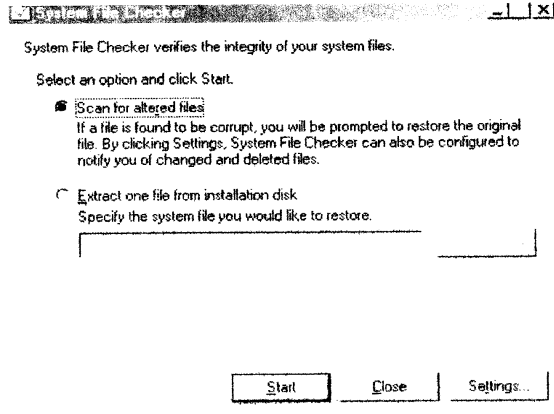 System File Checker
System File Checker verifies the integrity of your system files.
Select an option and click Start.
Scan for altered files
If a file is found to be corrupt, you will be prompted to restore the original
file. By clicking Settings, System File Checker can also be configured to
notify you of changed and deleted files.
Extract one file from installation disk
Specify the system file you would like to restore.
Start Close Settings...